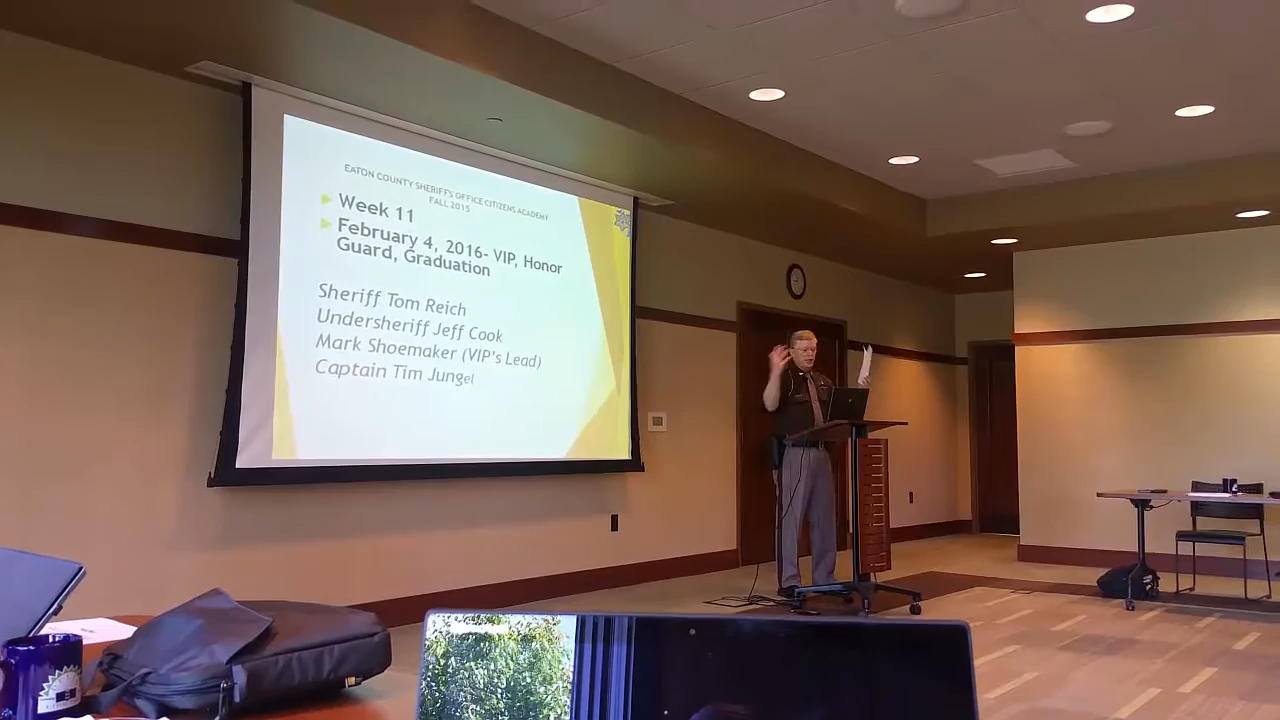 EATON COUNTY SHERIFF'S OFFICE CITIZENS ACADEMY
FALL 2015
Week 11
February 4, 2016- VIP, Honor
Guard, Graduation
Sheriff Tom Reich
Undersheriff Jeff Cook
Mark Shoemaker (VIP's Lead)
Captain Tim Jungel